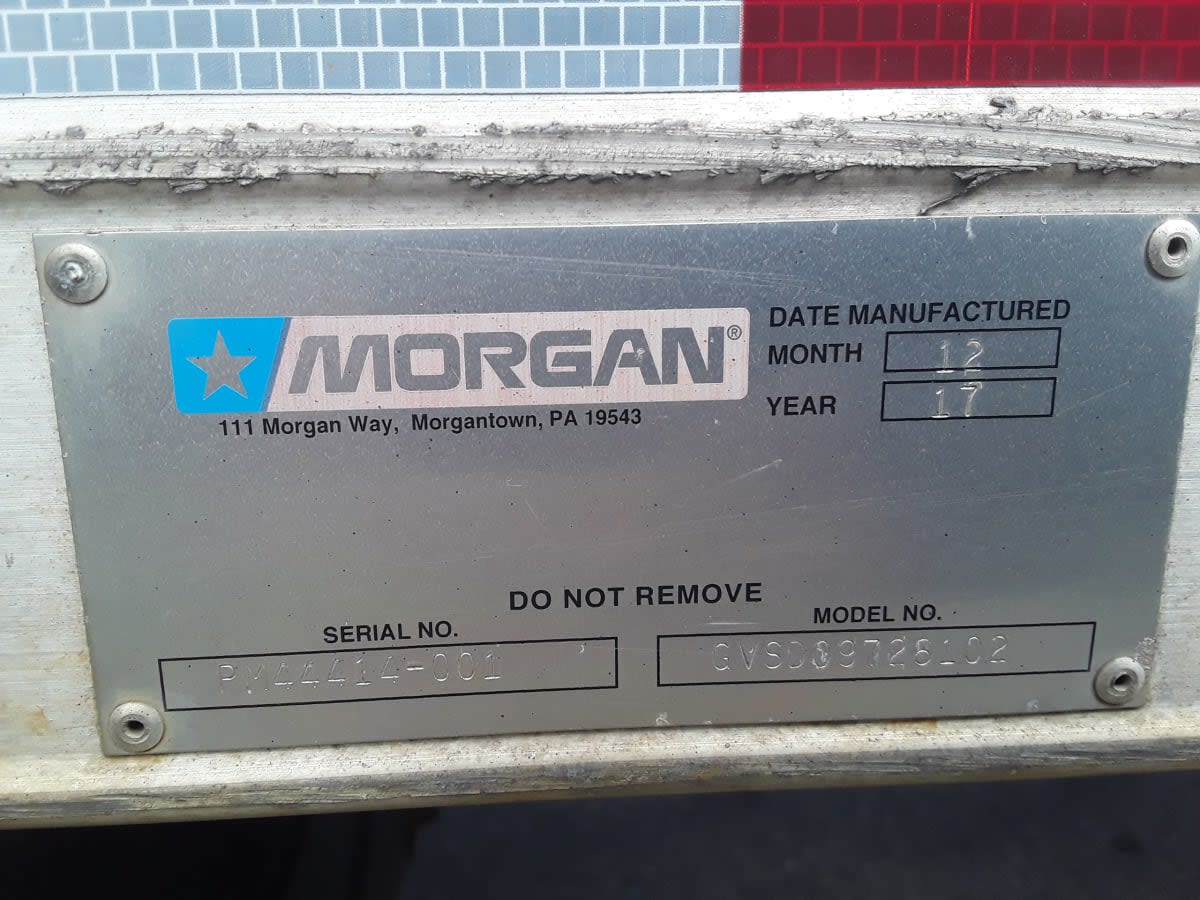 MORGAN®
111 Morgan Way, Morgantown, PA 19543
DATE MANUFACTURED
MONTH 12
YEAR 17
DO NOT REMOVE
SERIAL NO.
PM44414-001
MODEL NO.
GVSD89728102